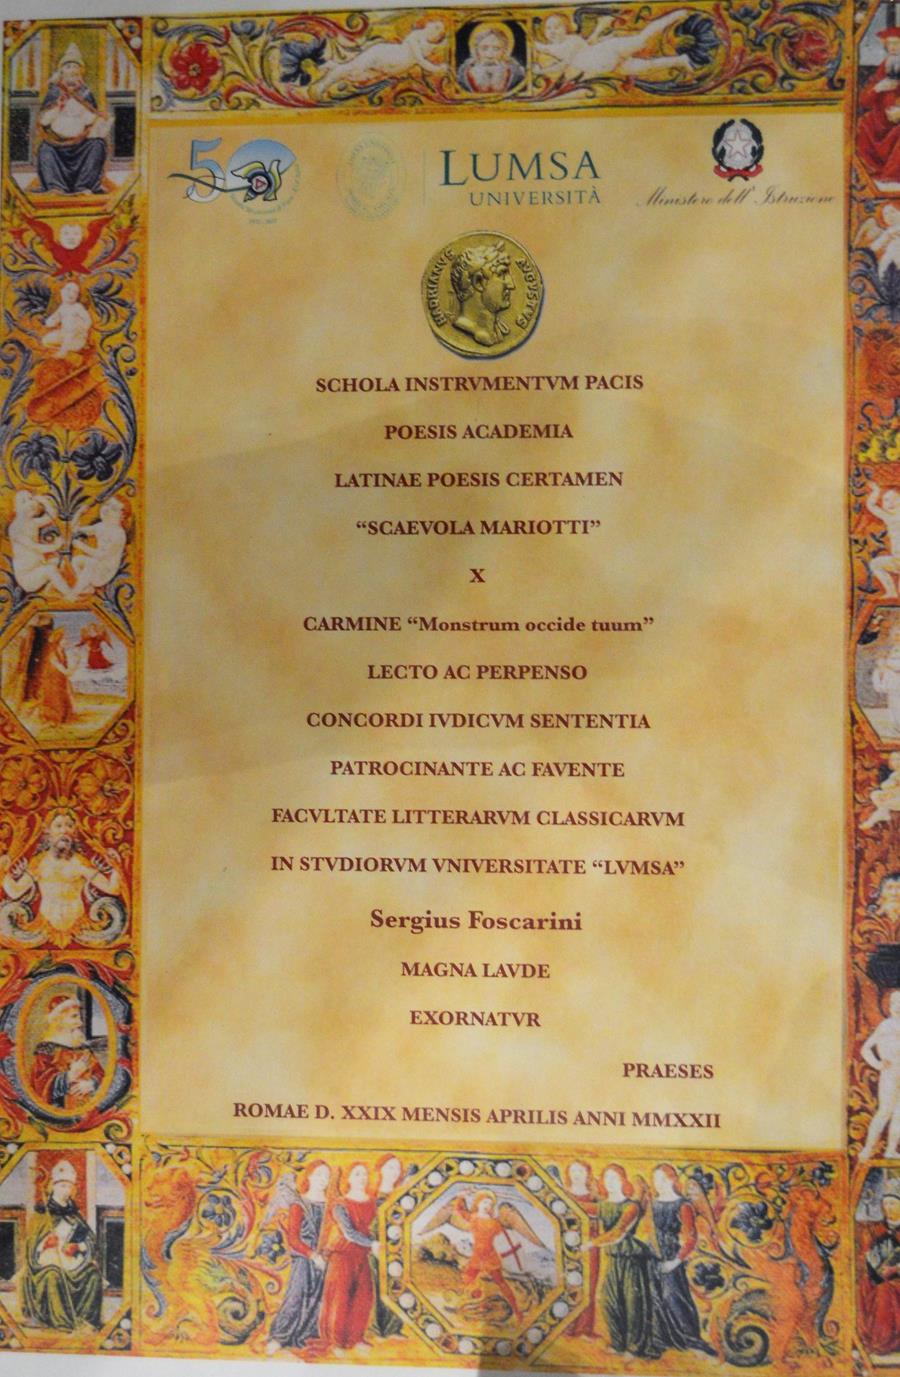 50
LUMSA
UNIVERSITÀ
Ministero dell' Istruzione
HADRIANVS AVGVSTVS
SCHOLA INSTRVMENTVM PACIS
POESIS ACADEMIA
LATINAE POESIS CERTAMEN
“SCAEVOLA MARIOTTI”
X
CARMINE “Monstrum occide tuum”
LECTO AC PERPENSO
CONCORDI IVDICVM SENTENTIA
PATROCINANTE AC FAVENTE
FACVLTATE LITTERARVM CLASSICARVM
IN STVDIORVM VNIVERSITATE “LVMSA”
Sergius Foscarini
MAGNA LAVDE
EXORNATVR
PRAESES
ROMAE D. XXIX MENSIS APRILIS ANNI MMXXII